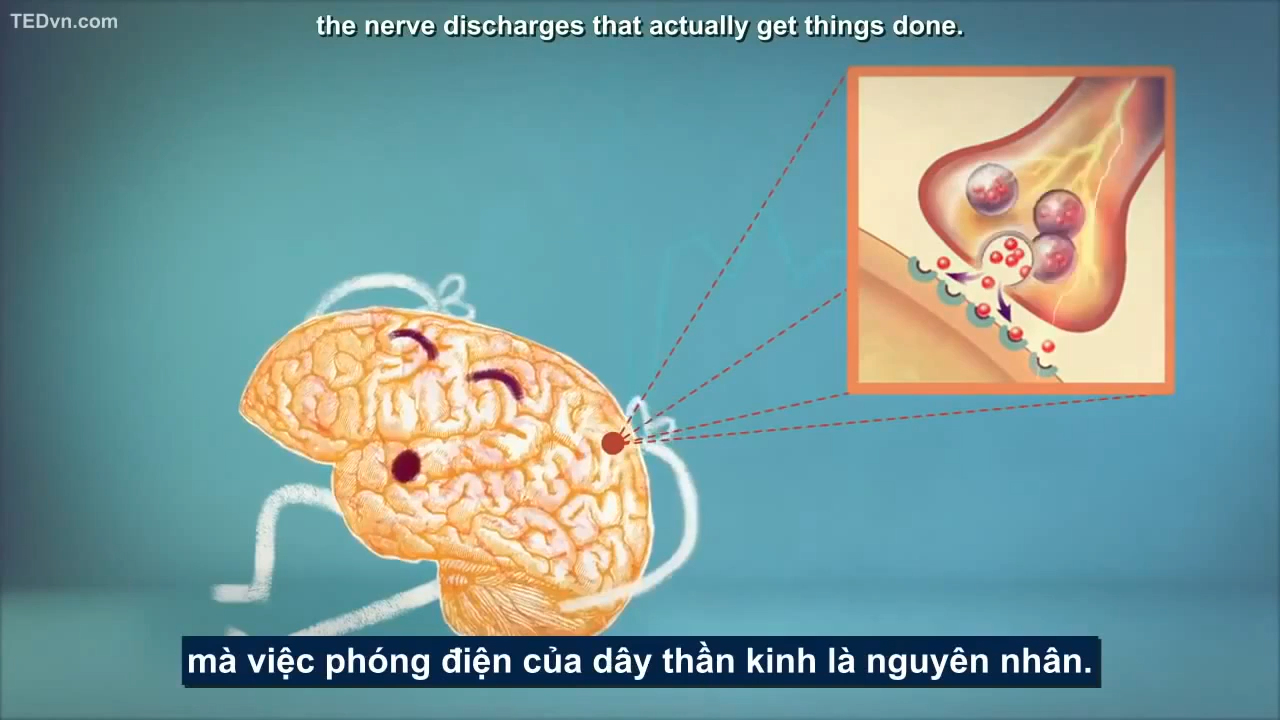 TEDvn.com
the nerve discharges that actually get things done.
mà việc phóng điện của dây thần kinh là nguyên nhân.